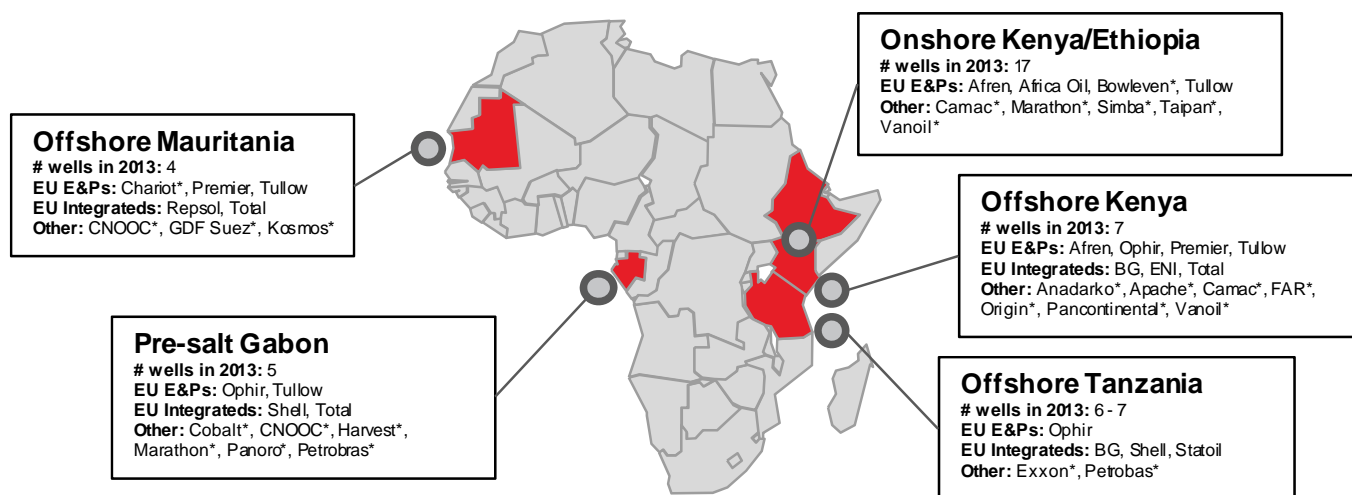 Onshore Kenya/Ethiopia
# wells in 2013: 17
EU E&Ps: Afren, Africa Oil, Bowleven*, Tullow
Other: Camac*, Marathon*, Simba*, Taipan*,
Vanoil*
Offshore Mauritania
# wells in 2013: 4
EU E&Ps: Chariot*, Premier, Tullow
EU Integrateds: Repsol, Total
Other: CNOOC*, GDF Suez*, Kosmos*
Offshore Kenya
# wells in 2013: 7
EU E&Ps: Afren, Ophir, Premier, Tullow
EU Integrateds: BG, ENI, Total
Other: Anadarko*, Apache*, Camac*, FAR*,
Origin*, Pancontinental*, Vanoil*
Pre-salt Gabon
# wells in 2013: 5
EU E&Ps: Ophir, Tullow
EU Integrateds: Shell, Total
Other: Cobalt*, CNOOC*, Harvest*,
Marathon*, Panoro*, Petrobras*
Offshore Tanzania
# wells in 2013: 6 - 7
EU E&Ps: Ophir
EU Integrateds: BG, Shell, Statoil
Other: Exxon*, Petrobas*